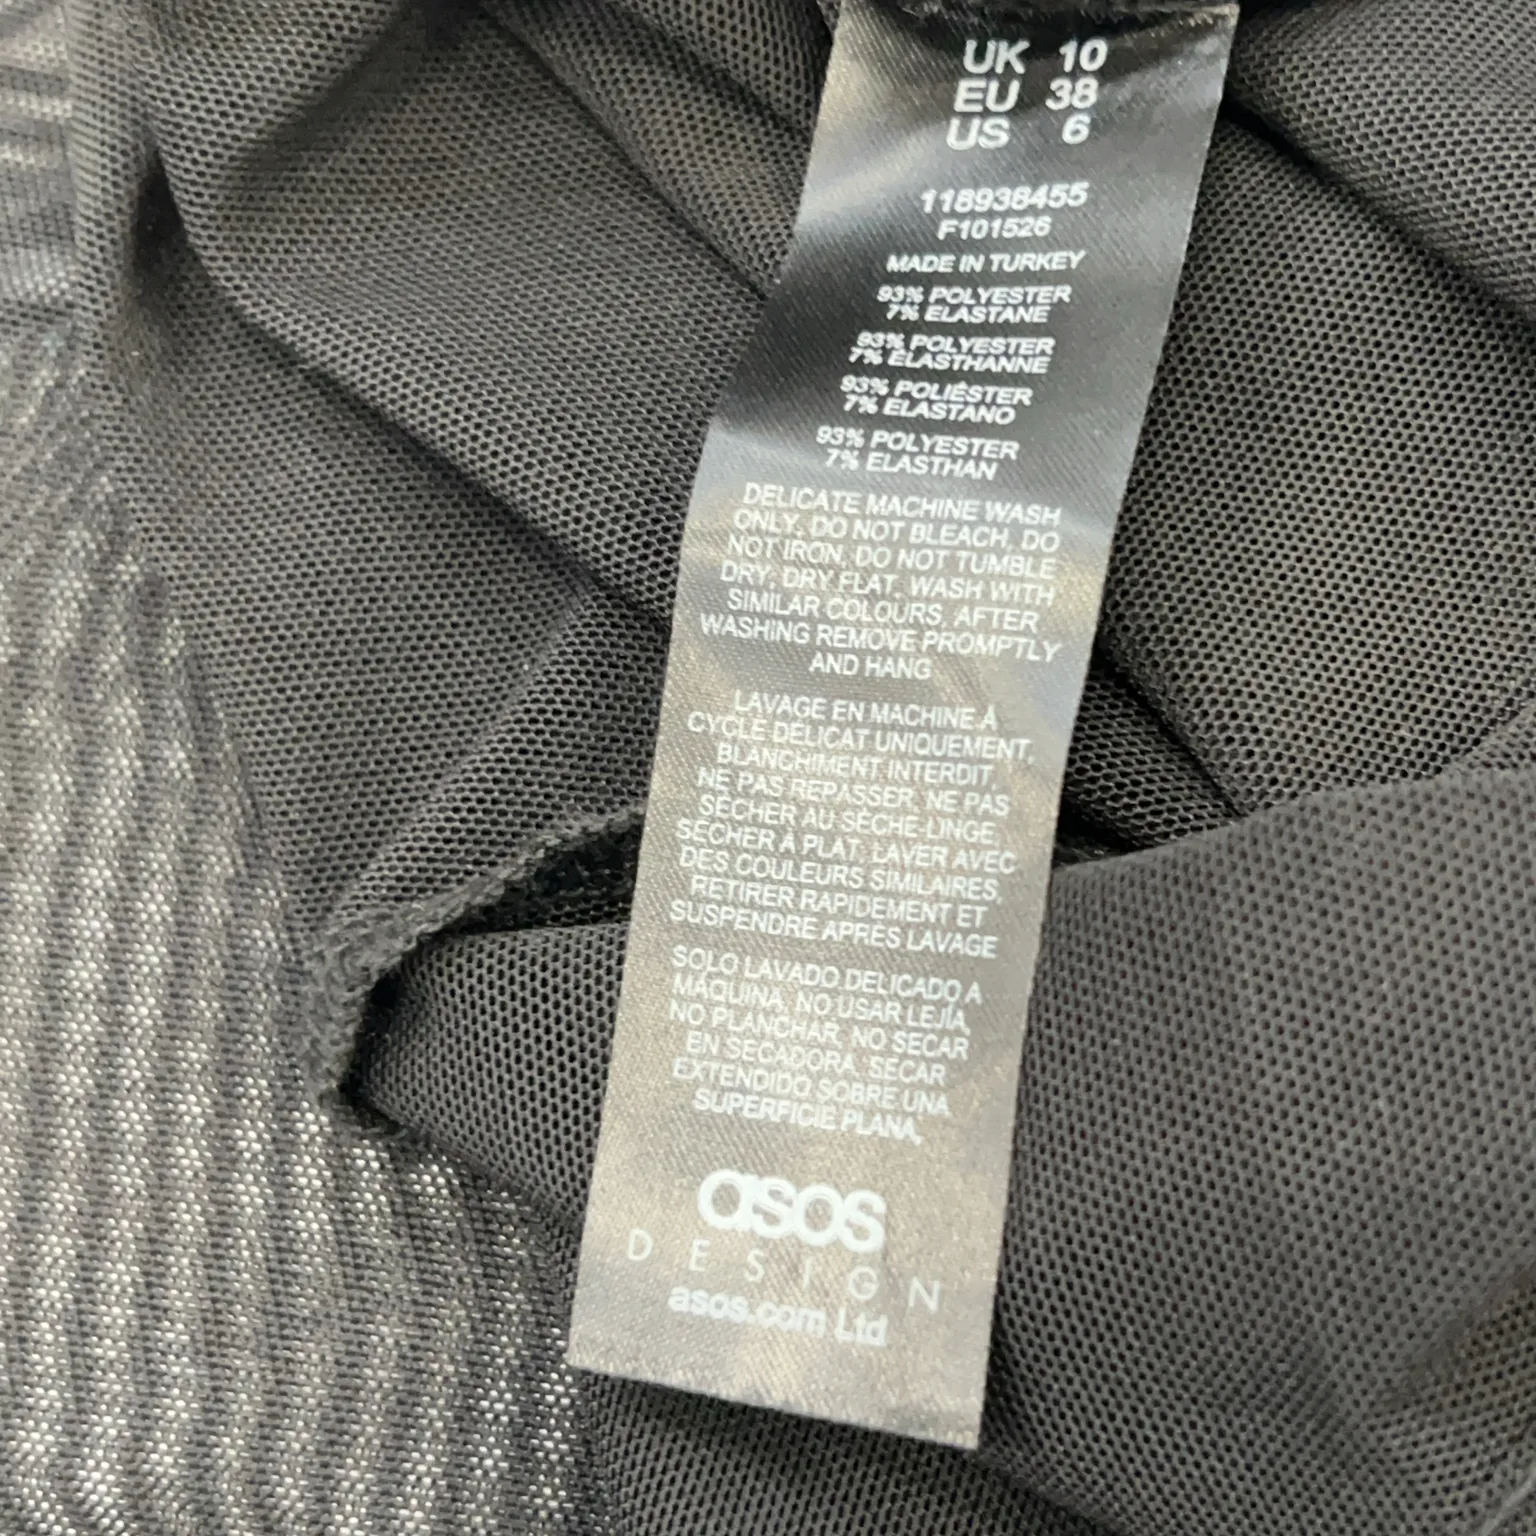 UK 10
EU 38
US 6
118938455
F101526
MADE IN TURKEY
93% POLYESTER
7% ELASTANE
93% POLYESTER
7% ÉLASTHANNE
93% POLIÉSTER
7% ELASTANO
93% POLYESTER
7% ELASTHAN
DELICATE MACHINE WASH
ONLY, DO NOT BLEACH, DO
NOT IRON, DO NOT TUMBLE
DRY, DRY FLAT, WASH WITH
SIMILAR COLOURS, AFTER
WASHING REMOVE PROMPTLY
AND HANG
LAVAGE EN MACHINE À
CYCLE DÉLICAT UNIQUEMENT,
BLANCHIMENT INTERDIT,
NE PAS REPASSER, NE PAS
SÉCHER AU SÈCHE-LINGE,
SÉCHER À PLAT, LAVER AVEC
DES COULEURS SIMILAIRES,
RETIRER RAPIDEMENT ET
SUSPENDRE APRÈS LAVAGE
SOLO LAVADO DELICADO A
MÁQUINA, NO USAR LEJÍA,
NO PLANCHAR, NO SECAR
EN SECADORA, SECAR
EXTENDIDO SOBRE UNA
SUPERFICIE PLANA,
asos
DESIGN
asos.com Ltd